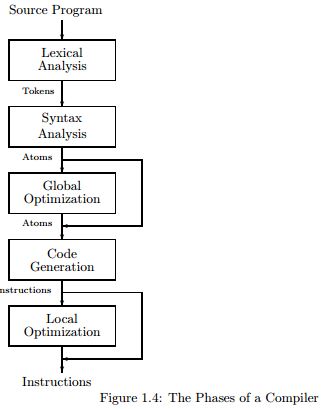 Source Program
Lexical
Analysis
Tokens
Syntax
Analysis
Atoms
Global
Optimization
Atoms
Code
Generation
nstructions
Local
Optimization
Instructions
Figure 1.4: The Phases of a Compiler